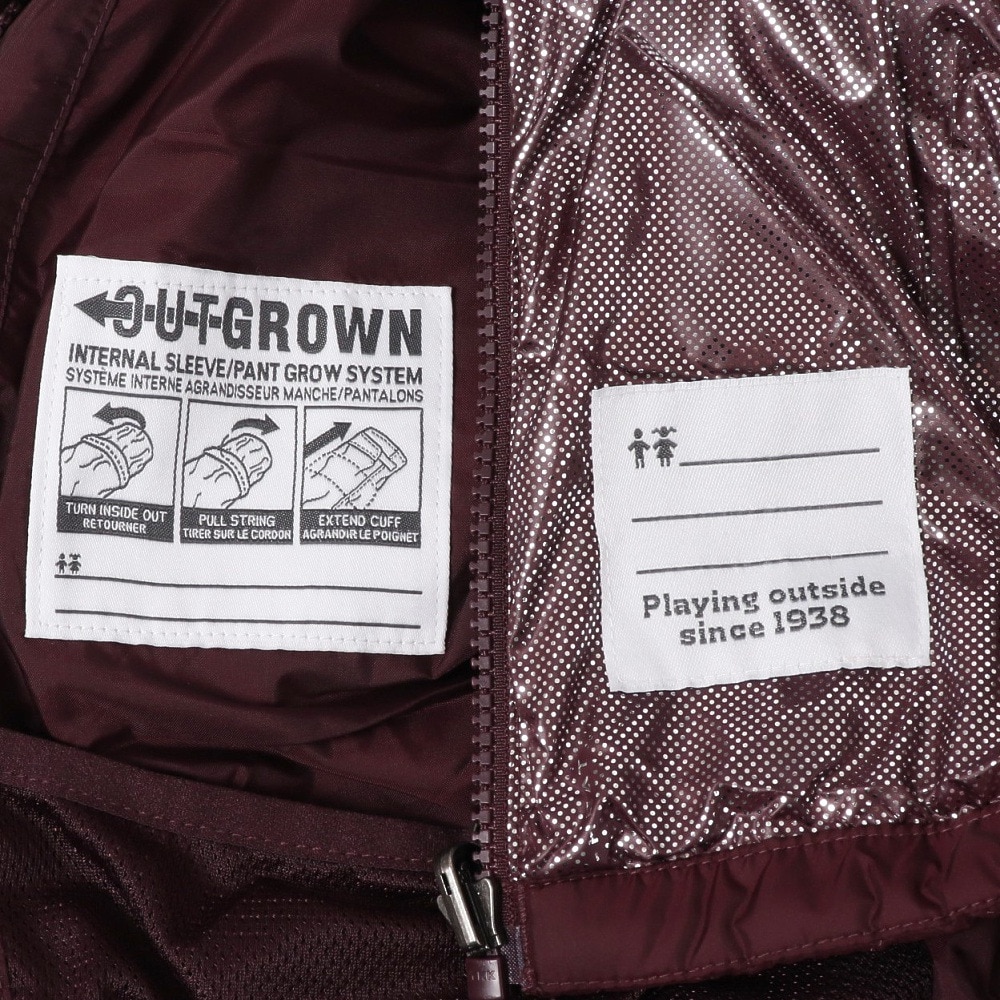 OUTGROWN
INTERNAL SLEEVE/PANT GROW SYSTEM
SYSTÈME INTERNE AGRANDISSEUR MANCHE/PANTALONS
TURN INSIDE OUT
RETOURNER
PULL STRING
TIRER SUR LE CORDON
EXTEND CUFF
AGRANDIR LE POIGNET
Playing outside
since 1938